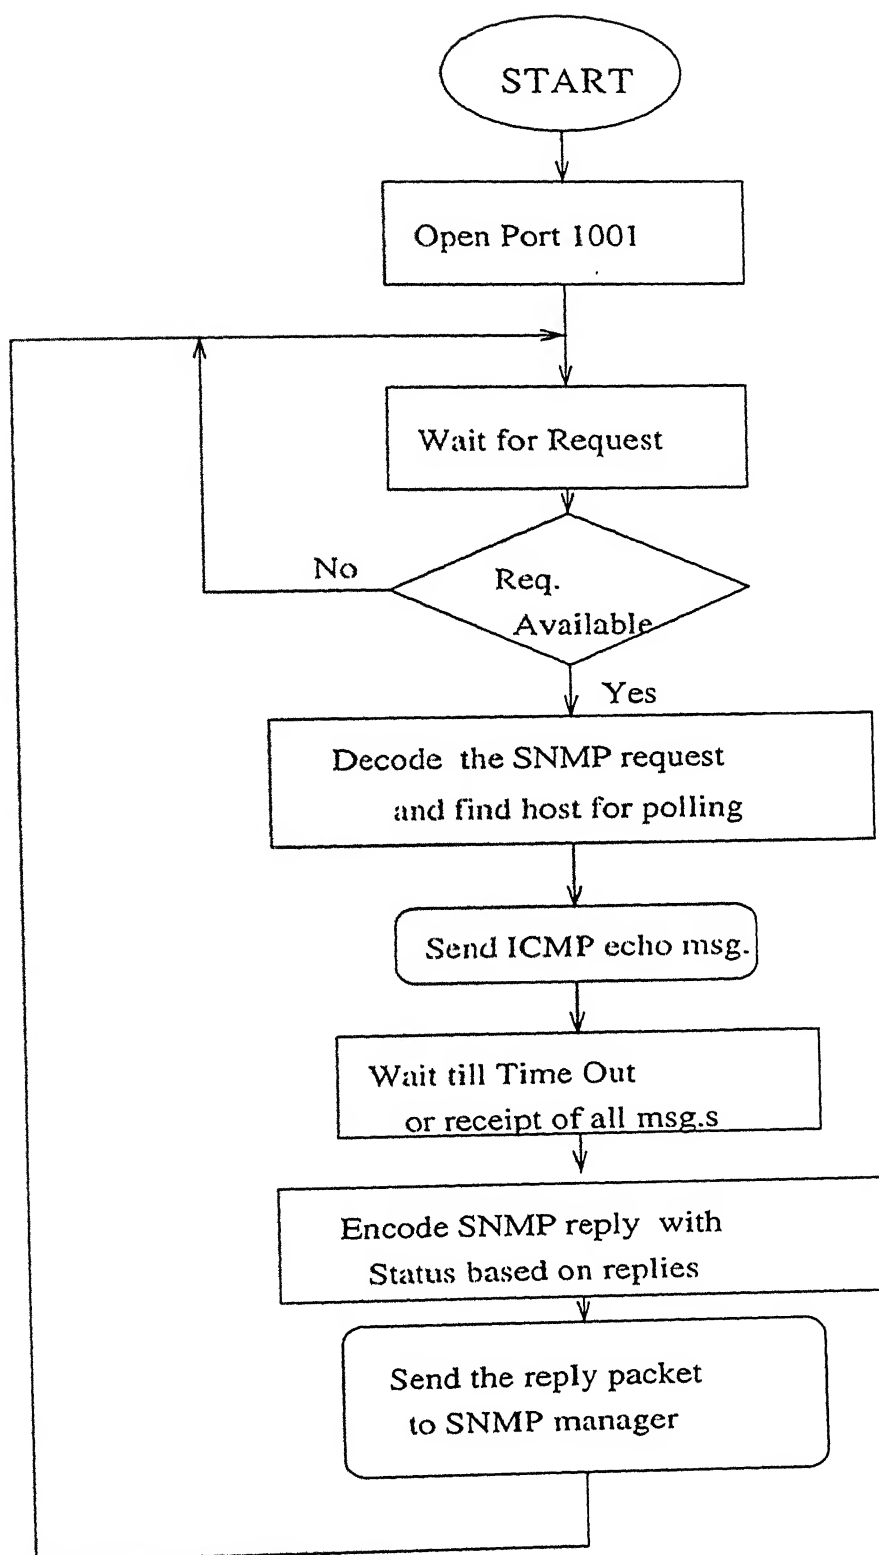 START
Open Port 1001
Wait for Request
No
Req.
Available
Yes
Decode the SNMP request
and find host for polling
Send ICMP echo msg.
Wait till Time Out
or receipt of all msg.s
Encode SNMP reply with
Status based on replies
Send the reply packet
to SNMP manager